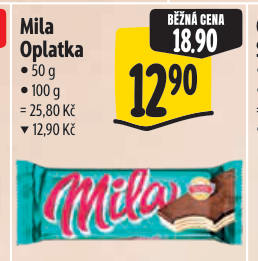 Mila
Oplatka
• 50 g
• 100 g
= 25,80 Kč
▼ 12,90 Kč
BĚŽNÁ CENA
18.90
12.90
Mila